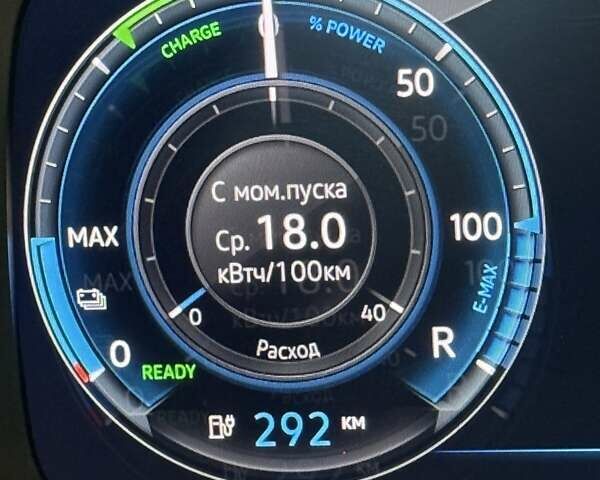 CHARGE
% POWER
50
С мом.пуска
MAX
Ср. 18.0
100
кВтч/100км
E-MAX
0
40
Расход
0
READY
R
292 км